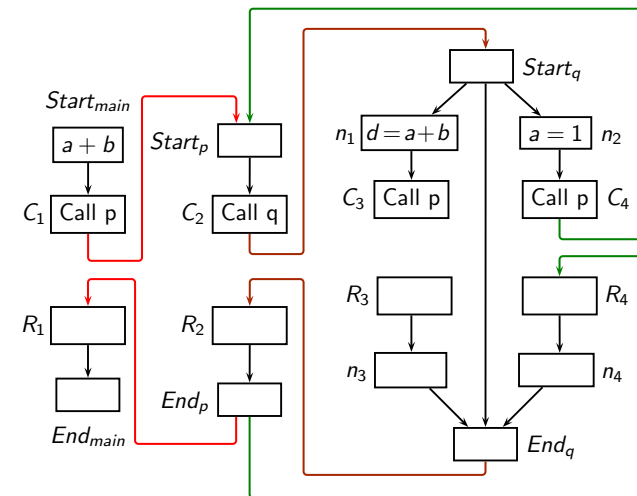 Start_q
Start_main
a + b
Start_p
n_1 d = a+b
a = 1 n_2
C_1 Call p
C_2 Call q
C_3 Call p
Call p C_4
R_1
R_2
R_3
R_4
n_3
n_4
End_p
End_main
End_q